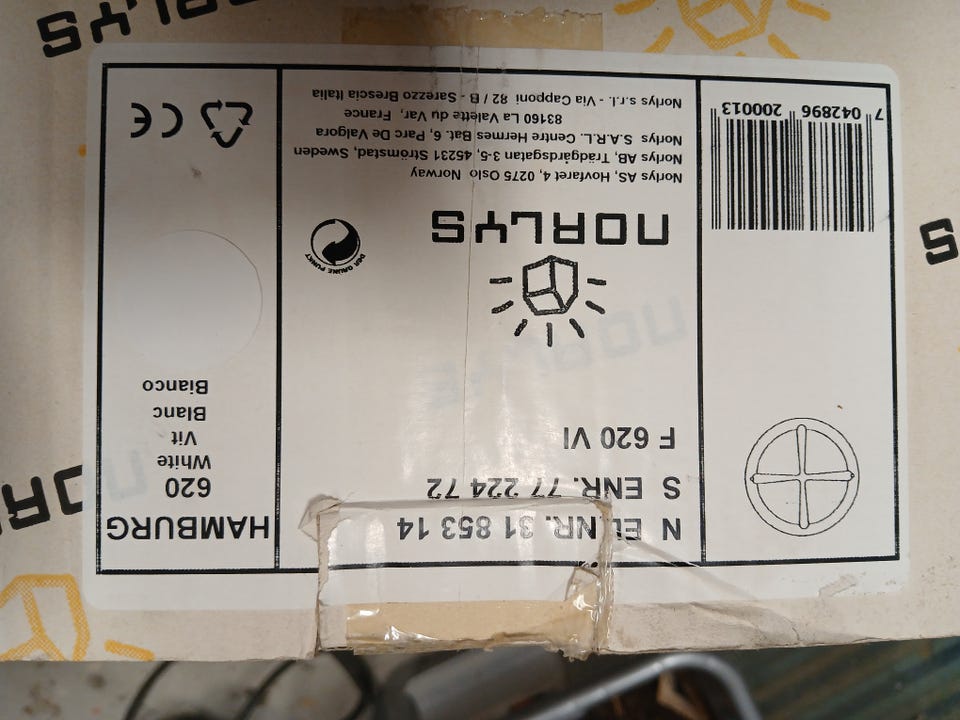 N EL.NR. 31 853 14
S ENR. 77 224 72
F 620 VI
NORLYS
DER GRÜNE PUNKT
Norlys AS, Hovfaret 4, 0275 Oslo Norway
Norlys AB, Trädgårdsgatan 3-5, 45231 Strömstad, Sweden
Norlys S.A.R.L. Centre Hermes Bat. 6, Parc De Valgora
83160 La Valette du Var, France
Norlys s.r.l. - Via Capponi 82 / B - Sarezzo Brescia Italia
7 042896 200013
HAMBURG
620
White
Vit
Blanc
Bianco
CE